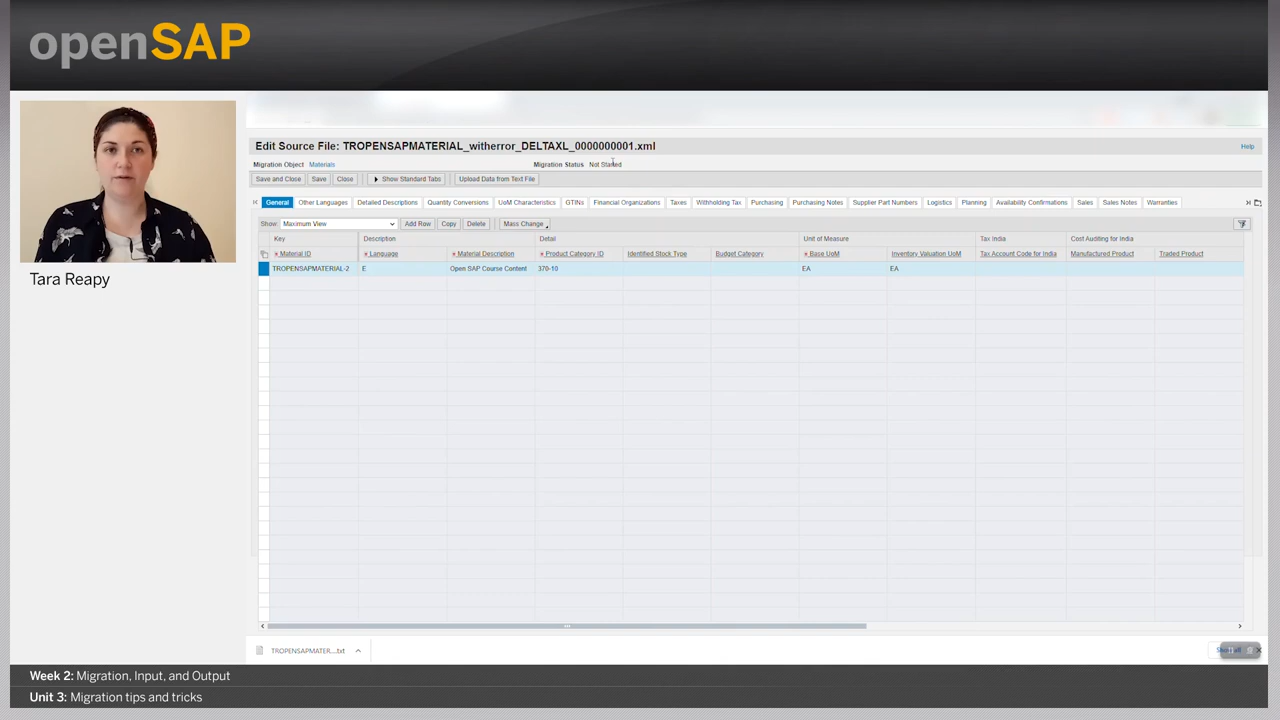 openSAP
Tara Reapy
Edit Source File: TROPENSAPMATERIAL_witherror_DELTAXL_0000000001.xml
Help
Migration Object Materials Migration Status Not Started
Save and Close Save Close Show Standard Tabs Upload Data from Text File
General Other Languages Detailed Descriptions Quantity Conversions UoM Characteristics GTINs Financial Organizations Taxes Withholding Tax Purchasing Purchasing Notes Supplier Part Numbers Logistics Planning Availability Confirmations Sales Sales Notes Warranties
Show Maximum View Add Row Copy Delete Mass Change
Key Description Detail Unit of Measure Tax India Cost Auditing for India
* Material ID * Language * Material Description * Product Category ID Identified Stock Type Budget Category * Base UoM Inventory Valuation UoM Tax Account Code for India Manufactured Product Traded Product
TROPENSAPMATERIAL-2 E Open SAP Course Content 370-10 EA EA
TROPENSAPMATER....txt
Week 2: Migration, Input, and Output
Unit 3: Migration tips and tricks